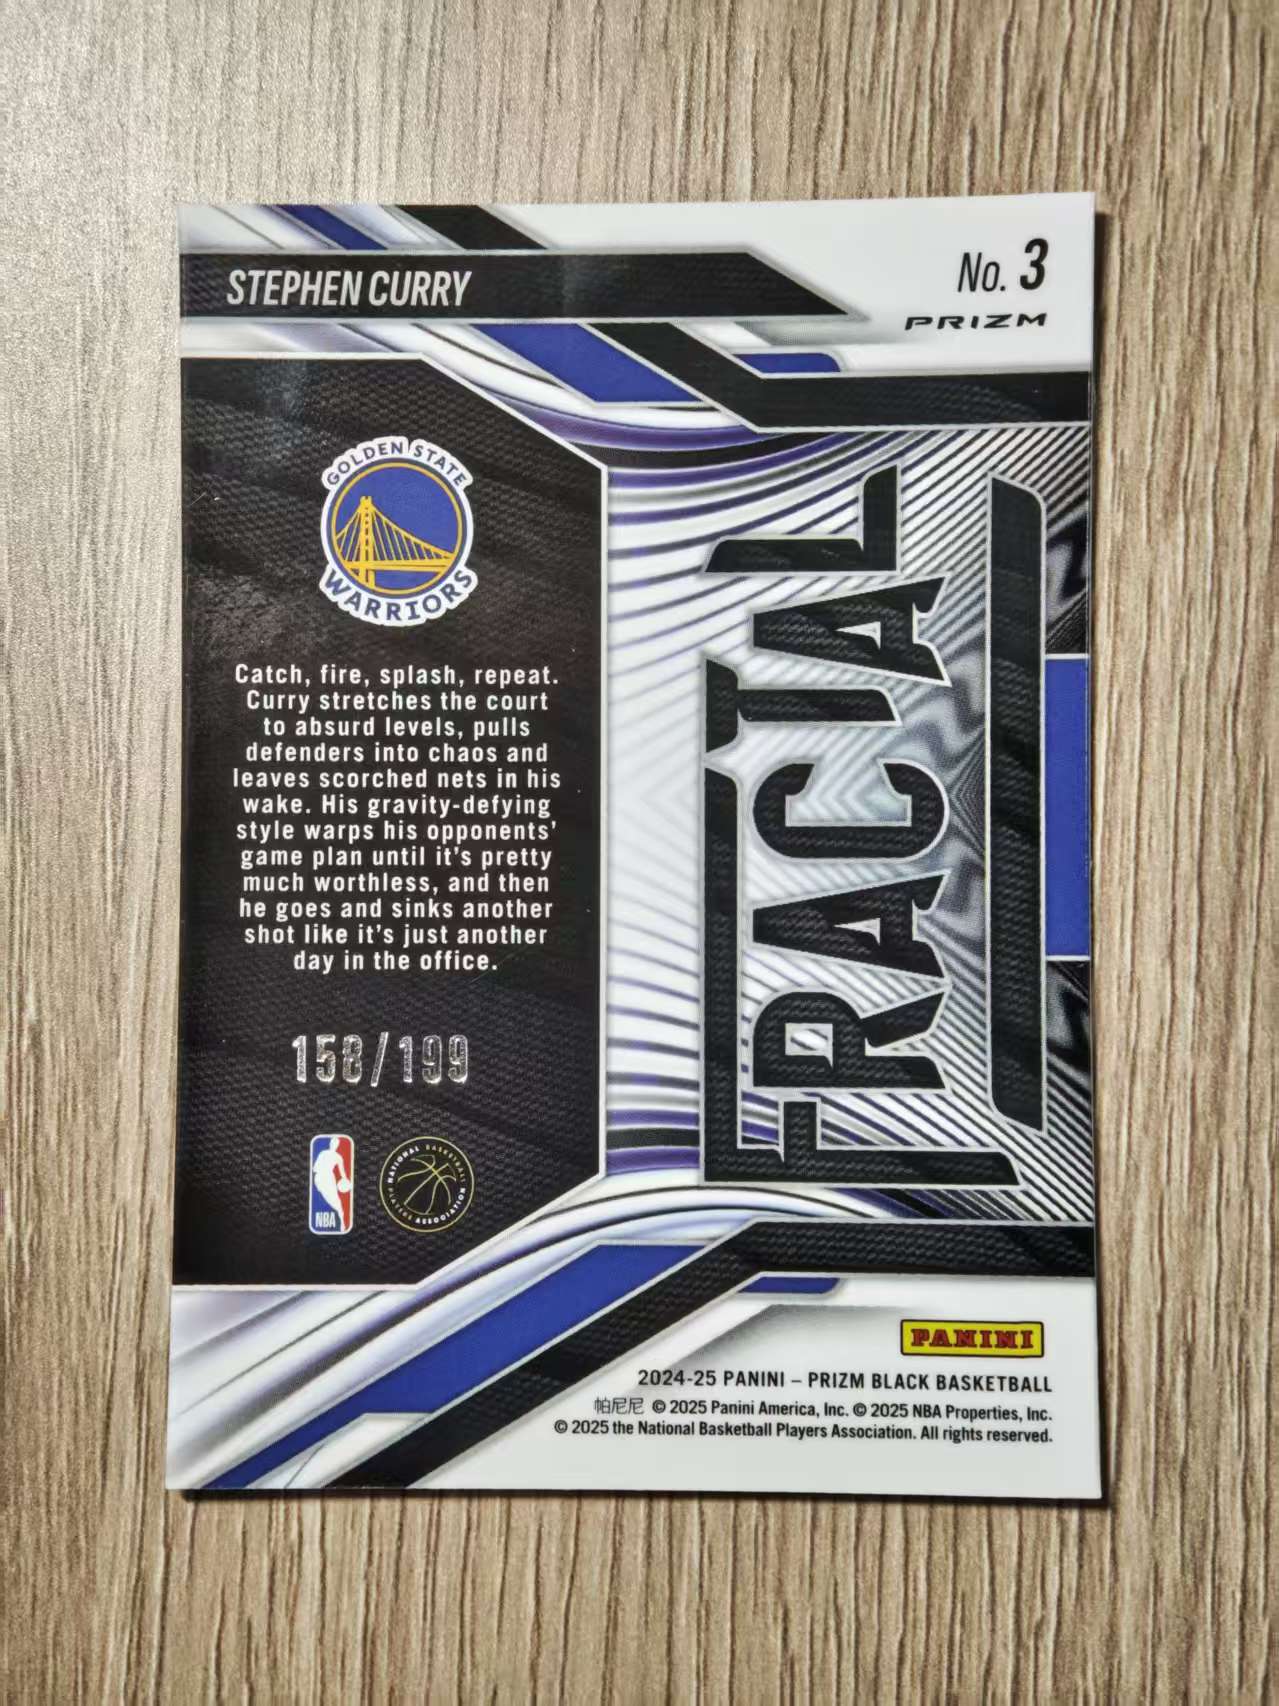 STEPHEN CURRY
No. 3
PRIZM
GOLDEN STATE
WARRIORS
Catch, fire, splash, repeat.
Curry stretches the court
to absurd levels, pulls
defenders into chaos and
leaves scorched nets in his
wake. His gravity-defying
style warps his opponents’
game plan until it’s pretty
much worthless, and then
he goes and sinks another
shot like it’s just another
day in the office.
FRACTAL
158/199
NBA
NATIONAL BASKETBALL
PLAYERS ASSOCIATION
PANINI
2024-25 PANINI – PRIZM BLACK BASKETBALL
帕尼尼 © 2025 Panini America, Inc. © 2025 NBA Properties, Inc.
© 2025 the National Basketball Players Association. All rights reserved.